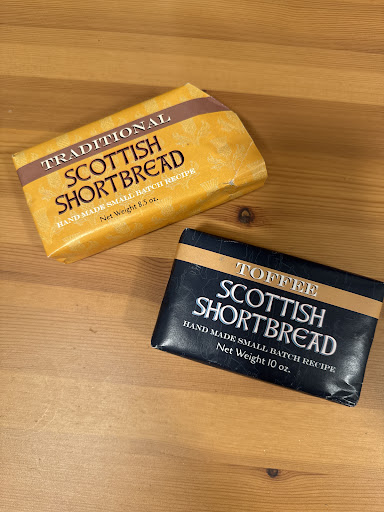 TRADITIONAL
SCOTTISH
SHORTBREAD
HAND MADE SMALL BATCH RECIPE
Net Weight 8.5 oz.
TOFFEE
SCOTTISH
SHORTBREAD
HAND MADE SMALL BATCH RECIPE
Net Weight 10 oz.